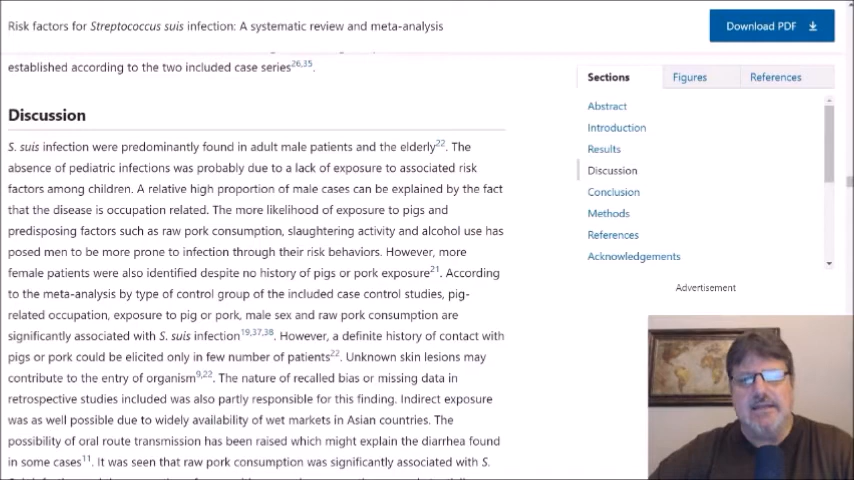 Risk factors for Streptococcus suis infection: A systematic review and meta-analysis
Download PDF
established according to the two included case series26,35.
Discussion
S. suis infection were predominantly found in adult male patients and the elderly22. The
absence of pediatric infections was probably due to a lack of exposure to associated risk
factors among children. A relative high proportion of male cases can be explained by the fact
that the disease is occupation related. The more likelihood of exposure to pigs and
predisposing factors such as raw pork consumption, slaughtering activity and alcohol use has
posed men to be more prone to infection through their risk behaviors. However, more
female patients were also identified despite no history of pigs or pork exposure21. According
to the meta-analysis by type of control group of the included case control studies, pig-
related occupation, exposure to pig or pork, male sex and raw pork consumption are
significantly associated with S. suis infection19,37,38. However, a definite history of contact with
pigs or pork could be elicited only in few number of patients22. Unknown skin lesions may
contribute to the entry of organism9,22. The nature of recalled bias or missing data in
retrospective studies included was also partly responsible for this finding. Indirect exposure
was as well possible due to widely availability of wet markets in Asian countries. The
possibility of oral route transmission has been raised which might explain the diarrhea found
in some cases11. It was seen that raw pork consumption was significantly associated with S.
Sections
Figures
References
Abstract
Introduction
Results
Discussion
Conclusion
Methods
References
Acknowledgements
Advertisement